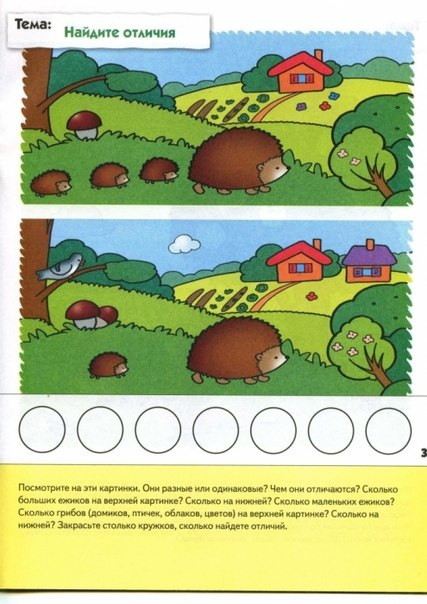 Тема:
Найдите отличия
3
Посмотрите на эти картинки. Они разные или одинаковые? Чем они отличаются? Сколько
больших ежиков на верхней картинке? Сколько на нижней? Сколько маленьких ежиков?
Сколько грибов (домиков, птичек, облаков, цветов) на верхней картинке? Сколько на
нижней? Закрасьте столько кружков, сколько найдете отличий.